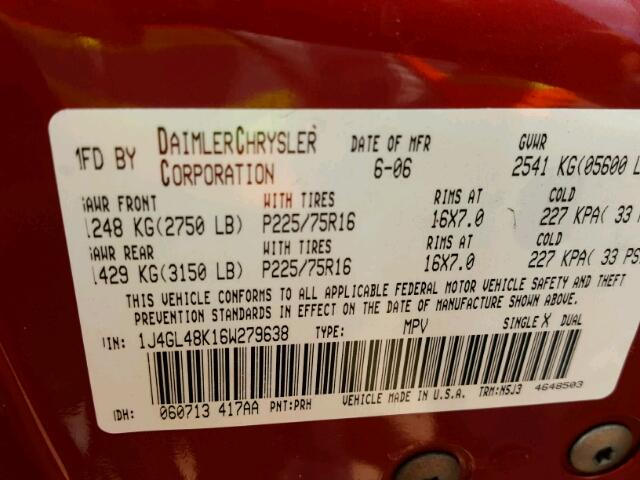 MFD BY DAIMLERCHRYSLER CORPORATION DATE OF MFR 6-06 GVWR 2541 KG(05600 L
GAWR FRONT WITH TIRES RIMS AT COLD
1248 KG(2750 LB) P225/75R16 16X7.0 227 KPA( 33 P
GAWR REAR WITH TIRES RIMS AT COLD
1429 KG(3150 LB) P225/75R16 16X7.0 227 KPA( 33 PS
THIS VEHICLE CONFORMS TO ALL APPLICABLE FEDERAL MOTOR VEHICLE SAFETY AND THEFT
PREVENTION STANDARDS IN EFFECT ON THE DATE OF MANUFACTURE SHOWN ABOVE.
VIN: 1J4GL48K16W279638 TYPE: MPV SINGLE X DUAL
MDH: 060713 417AA PNT:PRH VEHICLE MADE IN U.S.A. TRM:N5J3 4648503